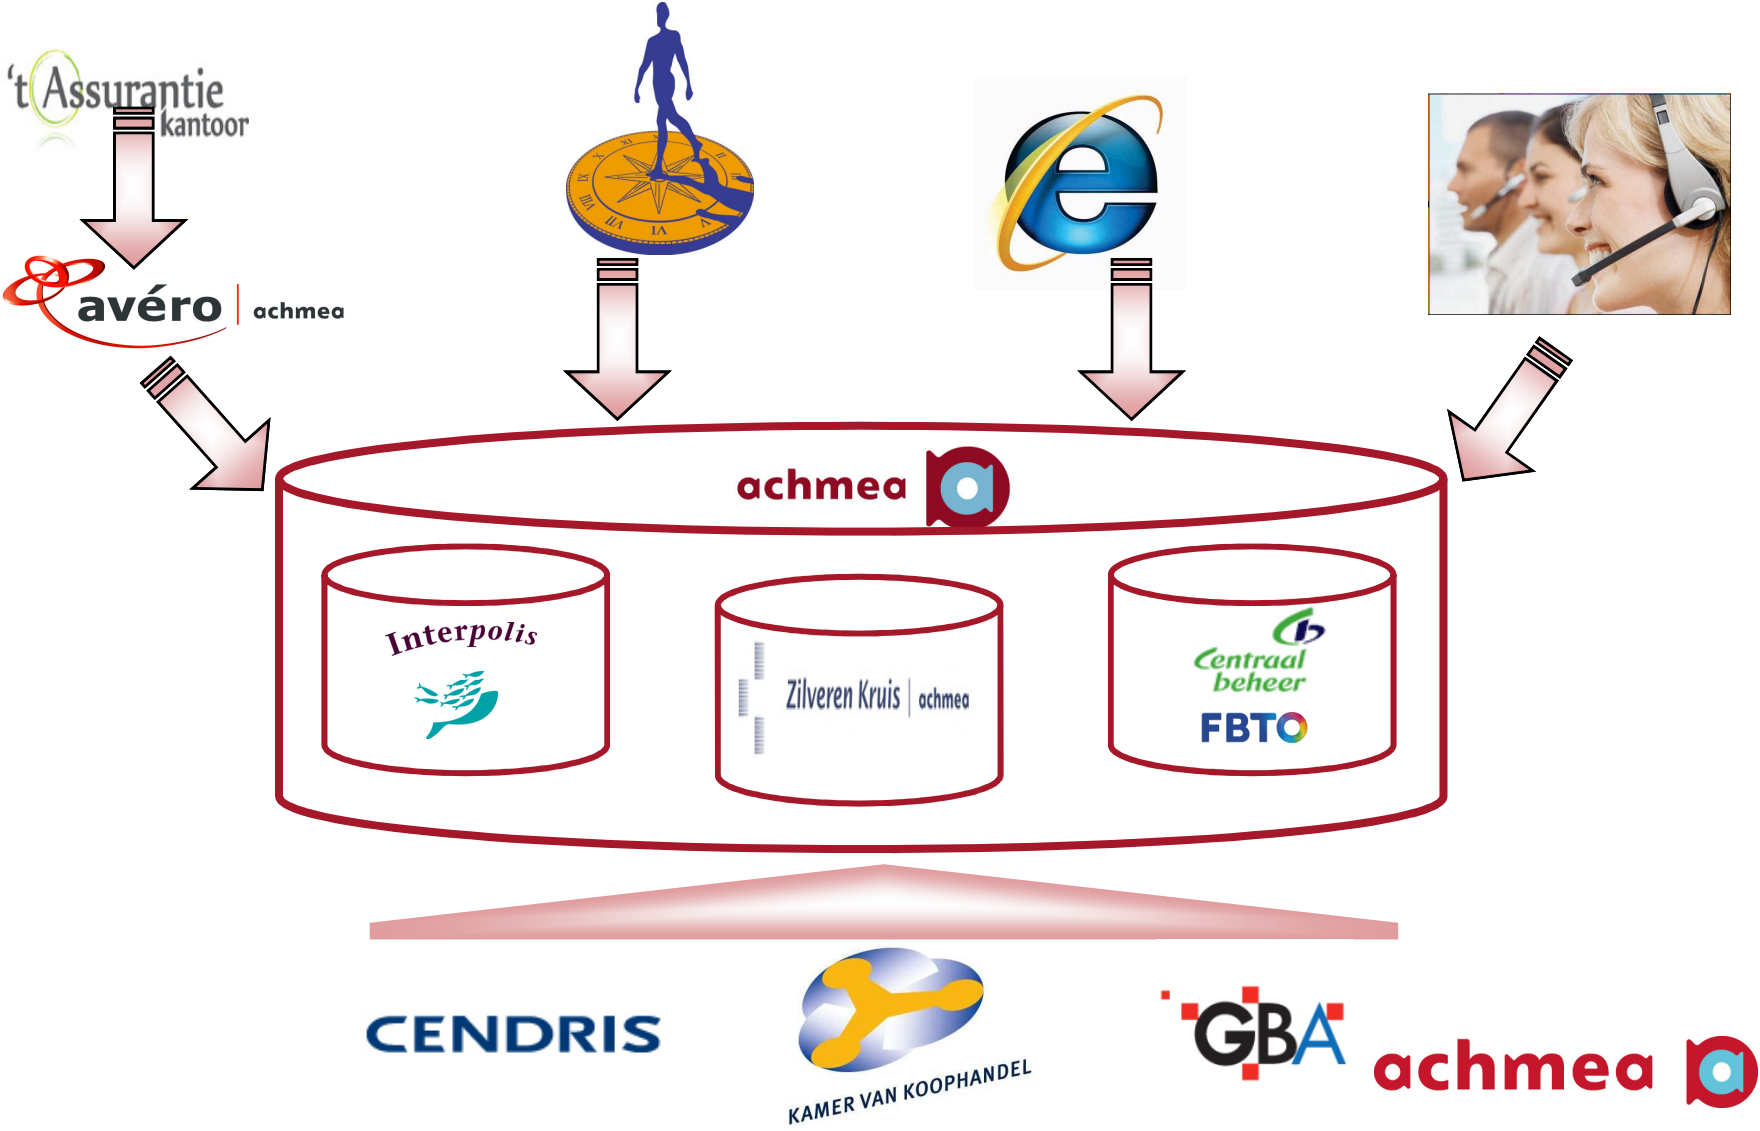 't Assurantie
kantoor
avéro | achmea
achmea
Interpolis
Zilveren Kruis | achmea
Centraal
beheer
FBTO
CENDRIS
KAMER VAN KOOPHANDEL
GBA
achmea